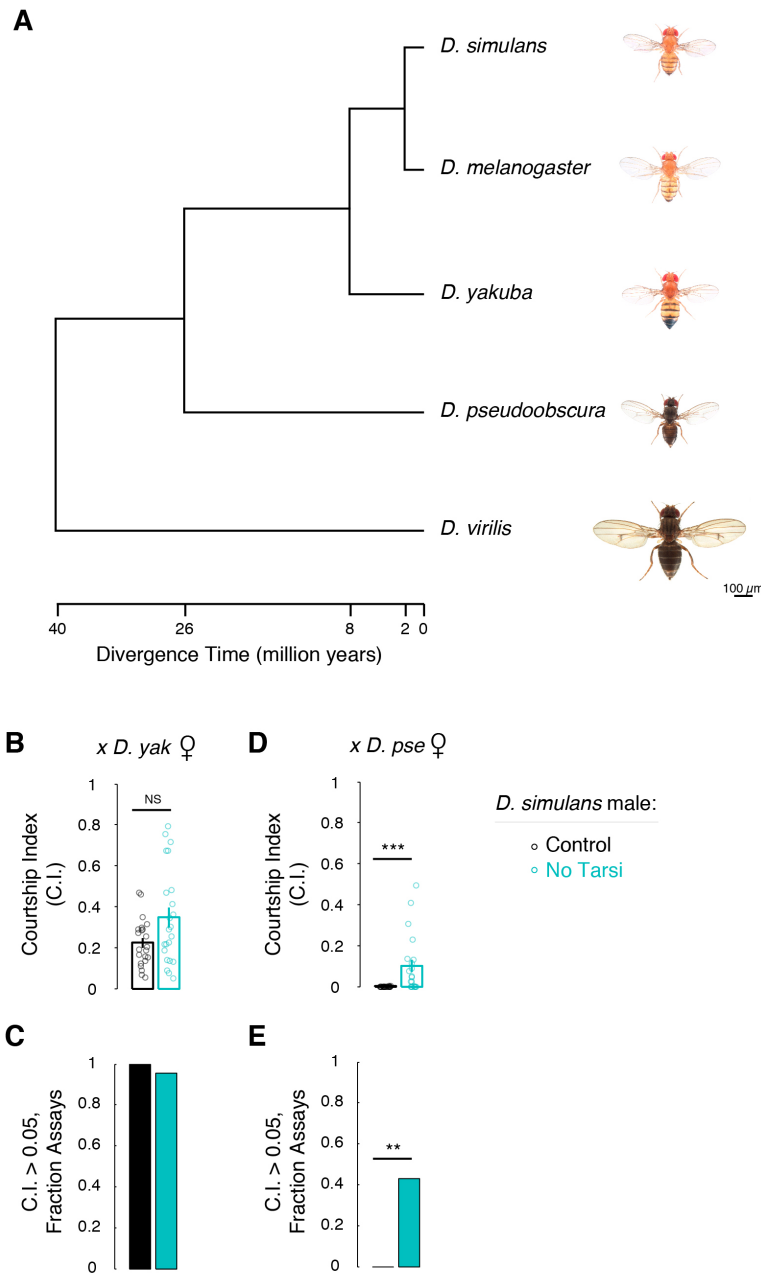 A
D. simulans
D. melanogaster
D. yakuba
D. pseudoobscura
D. virilis
100 µm
40 26 8 2 0
Divergence Time (million years)
B
x D. yak ♀
Courtship Index
(C.I.)
1
0.8
0.6
0.4
0.2
0
NS
D
x D. pse ♀
Courtship Index
(C.I.)
1
0.8
0.6
0.4
0.2
0
***
D. simulans male:
Control
No Tarsi
C
C.I. > 0.05,
Fraction Assays
1
0.8
0.6
0.4
0.2
0
E
C.I. > 0.05,
Fraction Assays
1
0.8
0.6
0.4
0.2
0
**